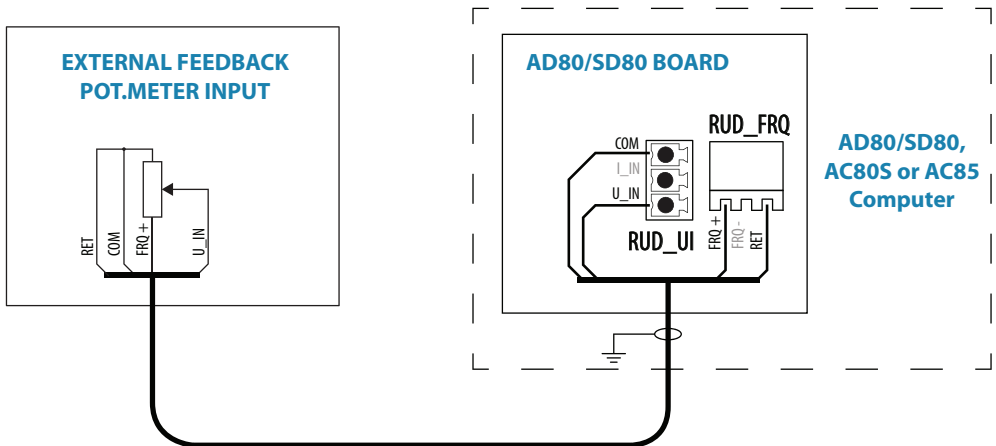 EXTERNAL FEEDBACK
POT.METER INPUT
RET
COM
FRQ +
U_IN
AD80/SD80 BOARD
COM
I_IN
U_IN
RUD_UI
RUD_FRQ
FRQ +
FRQ -
RET
AD80/SD80,
AC80S or AC85
Computer